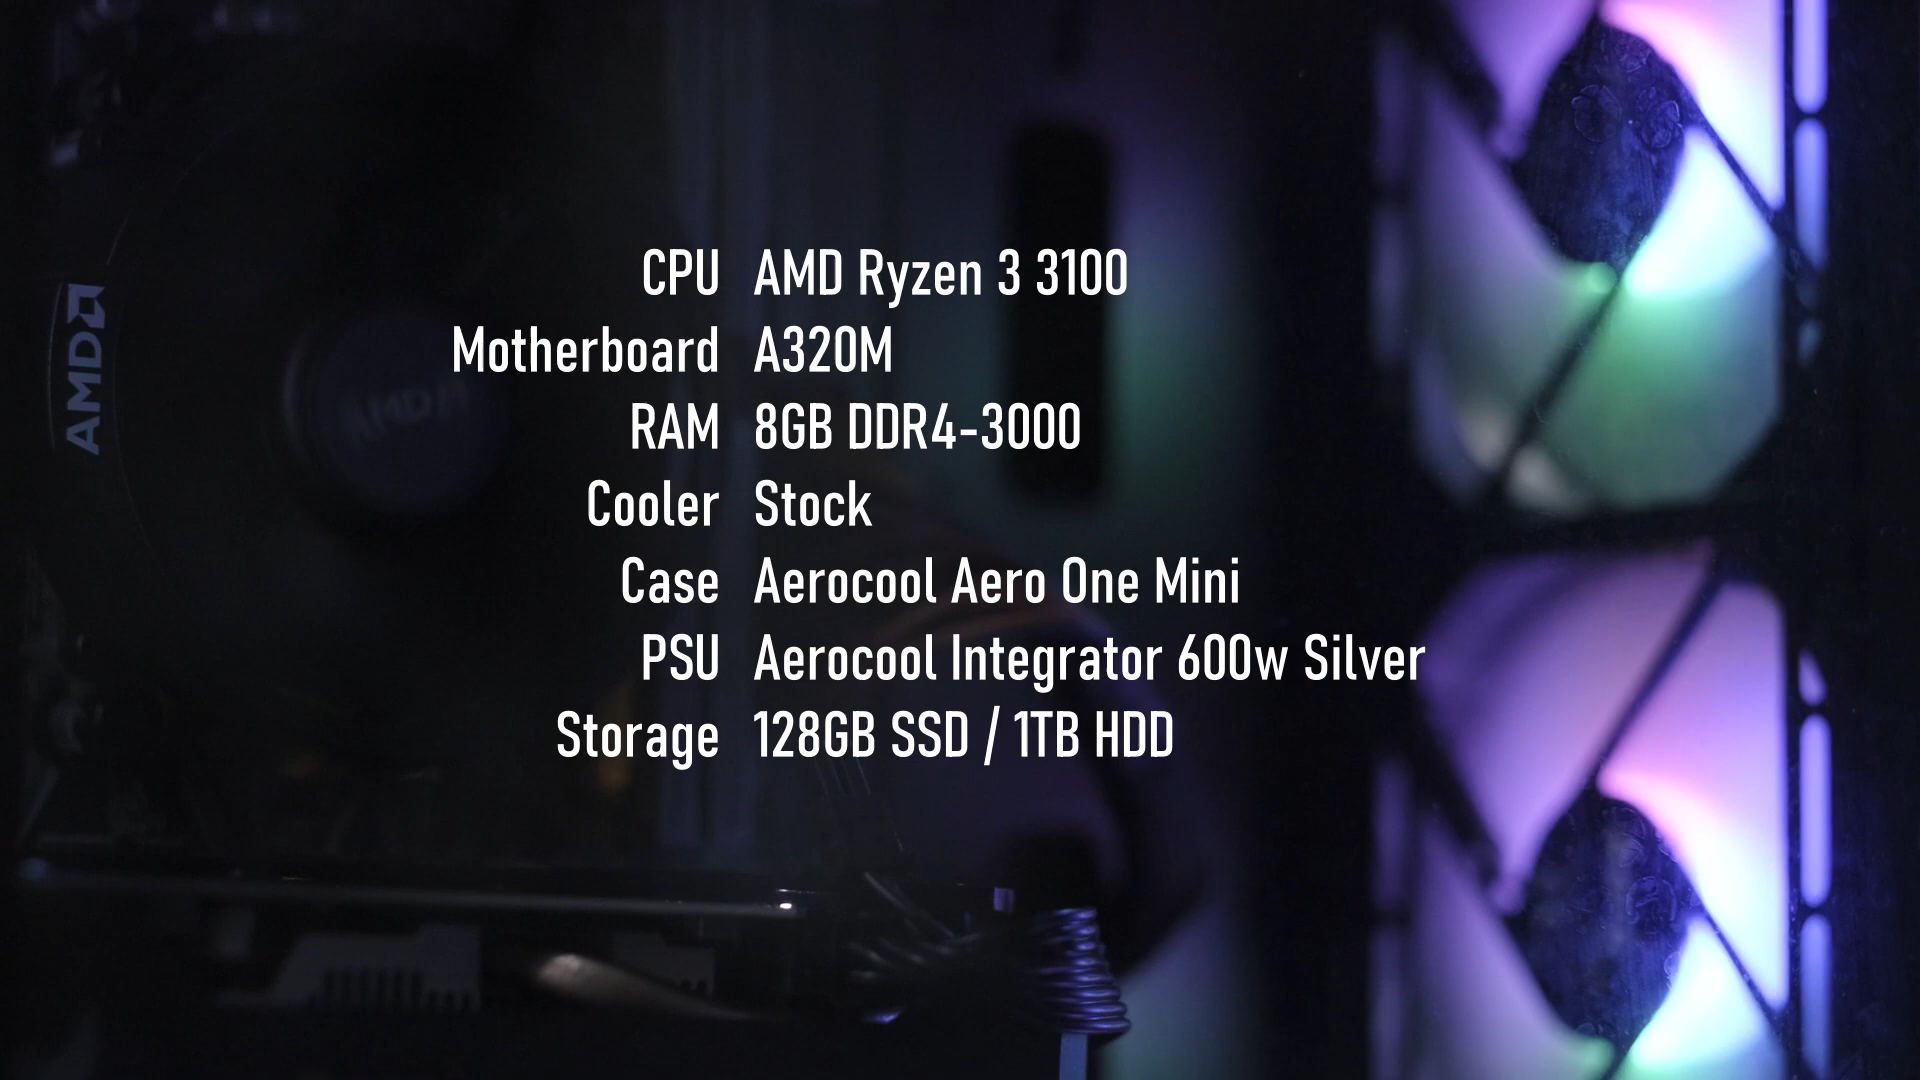 CPU AMD Ryzen 3 3100
Motherboard A320M
RAM 8GB DDR4-3000
Cooler Stock
Case Aerocool Aero One Mini
PSU Aerocool Integrator 600w Silver
Storage 128GB SSD / 1TB HDD
AMD
AMD